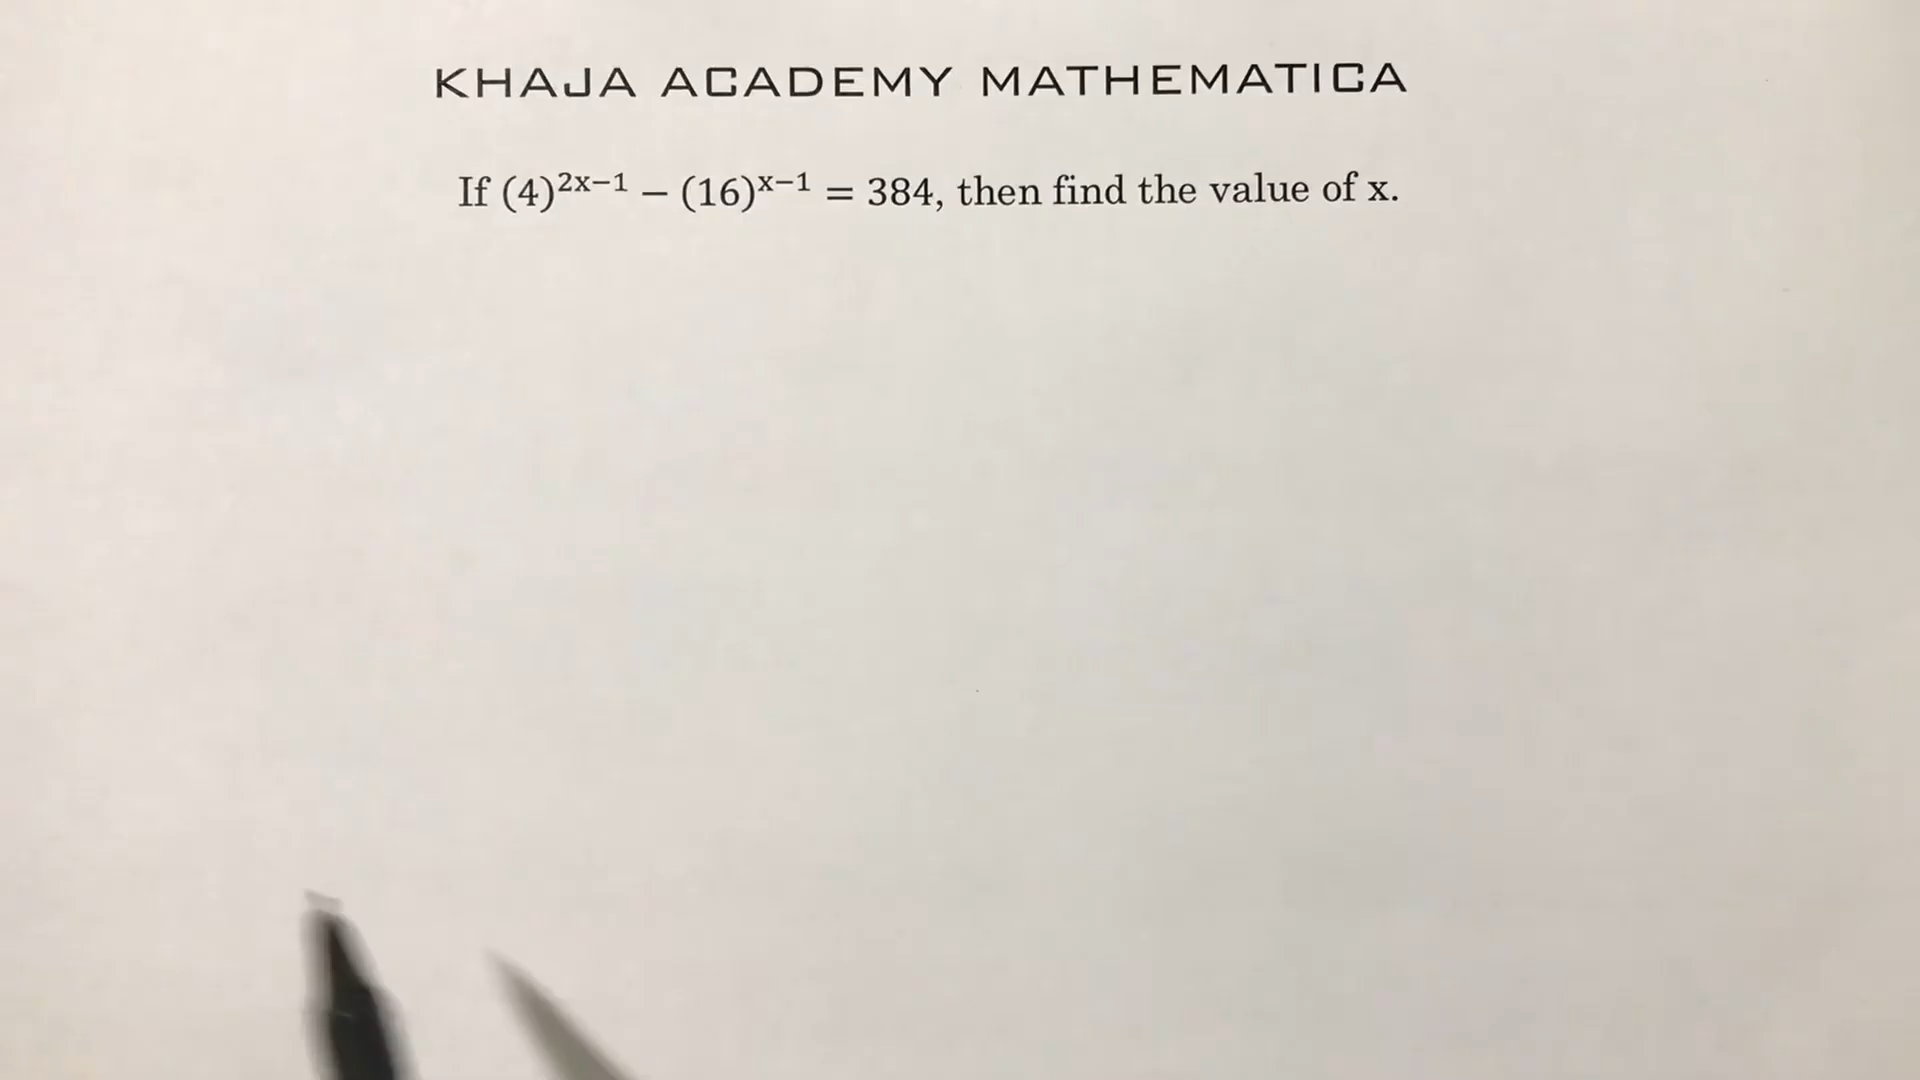 KHAJA ACADEMY MATHEMATICA
If (4)²ˣ⁻¹ − (16)ˣ⁻¹ = 384, then find the value of x.